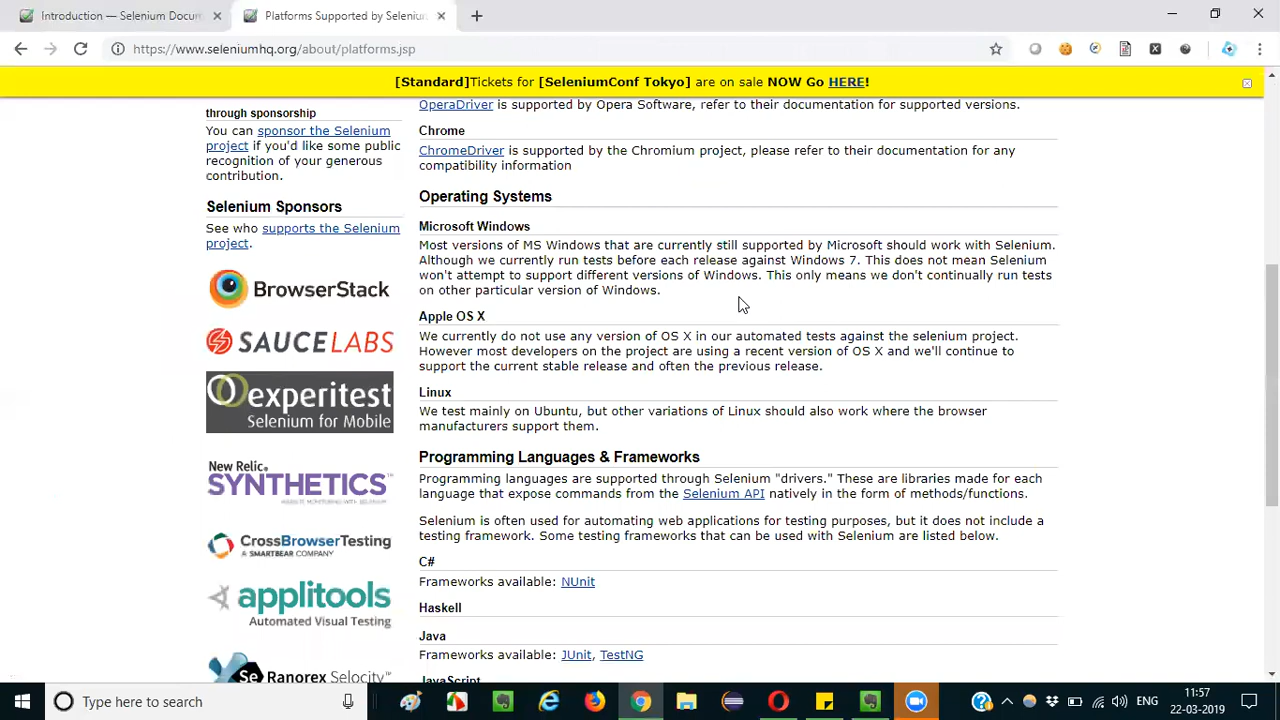 Introduction — Selenium Docum
Platforms Supported by Seleniun
https://www.seleniumhq.org/about/platforms.jsp
[Standard]Tickets for [SeleniumConf Tokyo] are on sale NOW Go HERE!
through sponsorship
You can sponsor the Selenium
project if you'd like some public
recognition of your generous
contribution.
Selenium Sponsors
See who supports the Selenium
project.
BrowserStack
SAUCELABS
experitest
Selenium for Mobile
New Relic.
SYNTHETICS™
CrossBrowserTesting
A SMARTBEAR COMPANY
applitools
Automated Visual Testing
Se Ranorex Selocity™
OperaDriver is supported by Opera Software, refer to their documentation for supported versions.
Chrome
ChromeDriver is supported by the Chromium project, please refer to their documentation for any
compatibility information
Operating Systems
Microsoft Windows
Most versions of MS Windows that are currently still supported by Microsoft should work with Selenium.
Although we currently run tests before each release against Windows 7. This does not mean Selenium
won't attempt to support different versions of Windows. This only means we don't continually run tests
on other particular version of Windows.
Apple OS X
We currently do not use any version of OS X in our automated tests against the selenium project.
However most developers on the project are using a recent version of OS X and we'll continue to
support the current stable release and often the previous release.
Linux
We test mainly on Ubuntu, but other variations of Linux should also work where the browser
manufacturers support them.
Programming Languages & Frameworks
Programming languages are supported through Selenium "drivers." These are libraries made for each
language that expose commands from the Selenium API natively in the form of methods/functions.
Selenium is often used for automating web applications for testing purposes, but it does not include a
testing framework. Some testing frameworks that can be used with Selenium are listed below.
C#
Frameworks available: NUnit
Haskell
Java
Frameworks available: JUnit, TestNG
JavaScript
Type here to search
ENG
11:57
22-03-2019